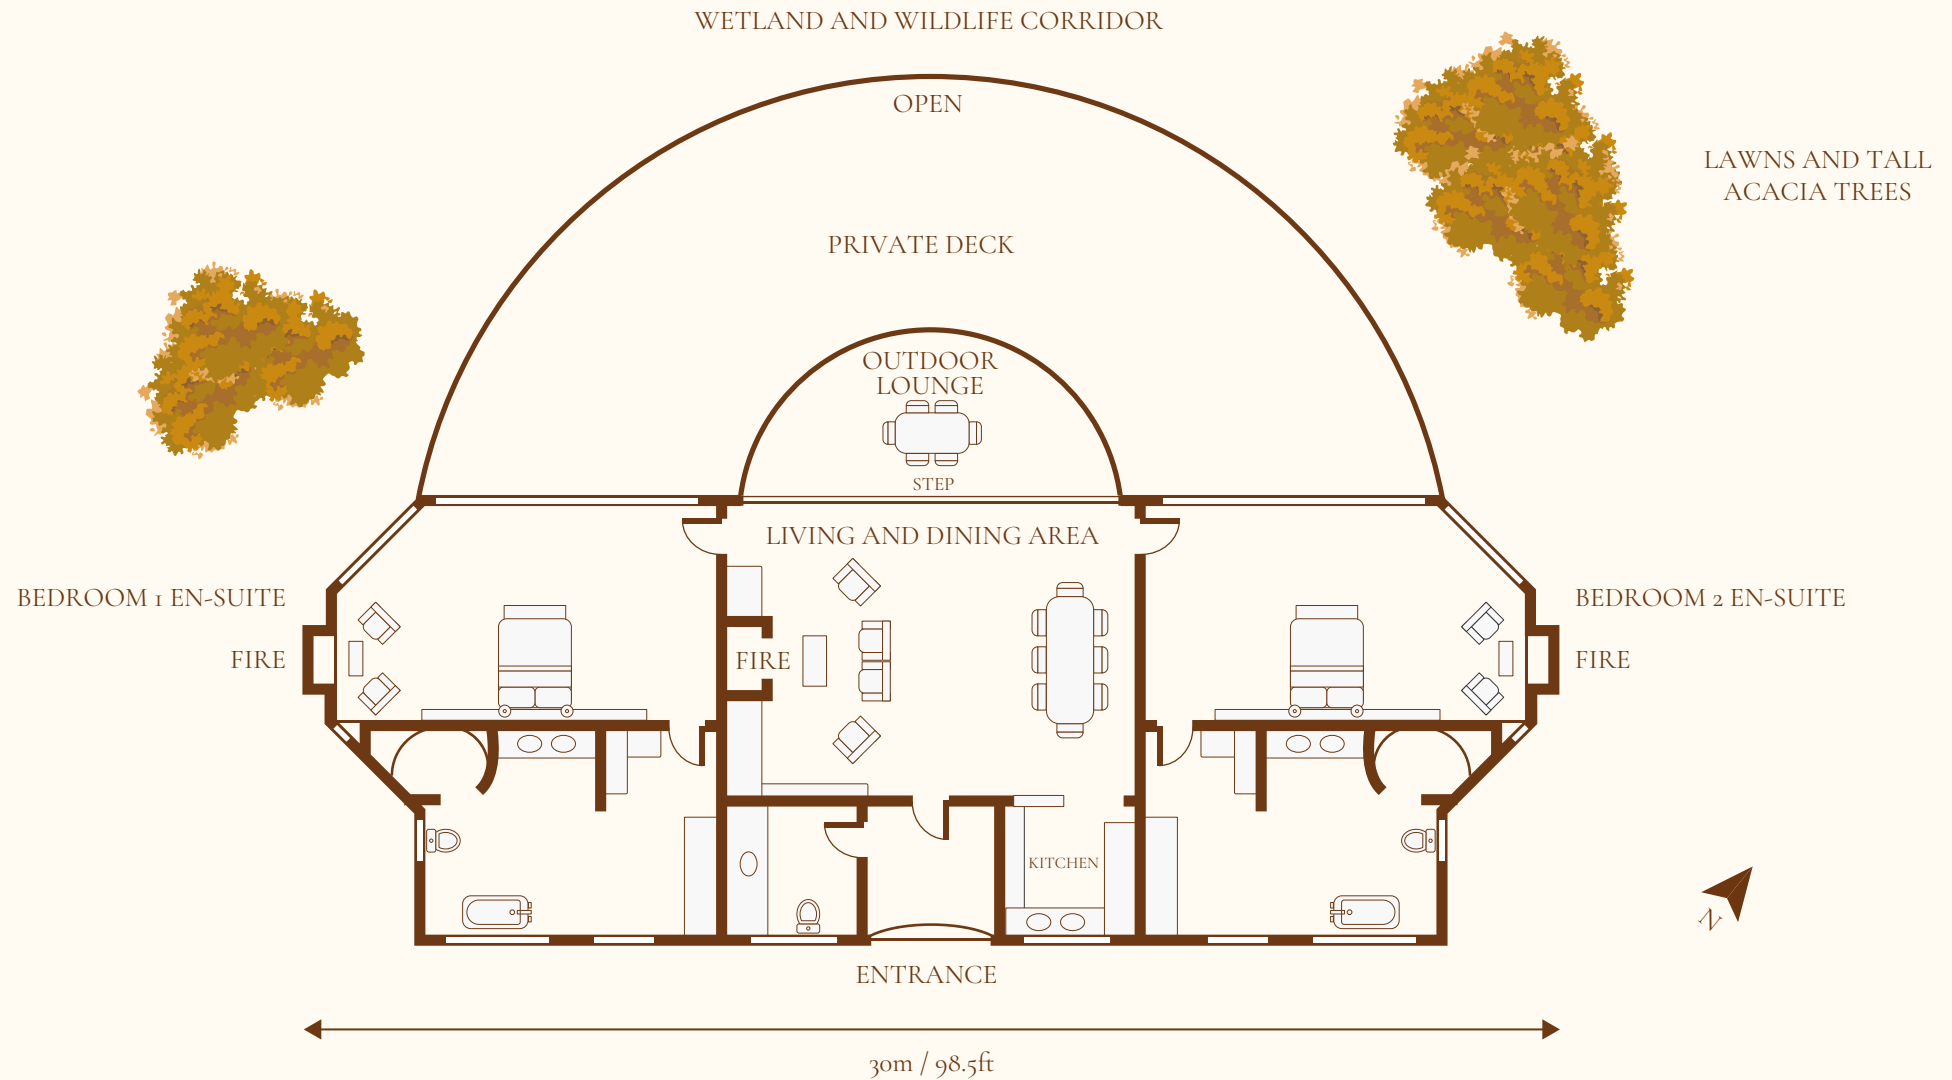 WETLAND AND WILDLIFE CORRIDOR
OPEN
LAWNS AND TALL
ACACIA TREES
PRIVATE DECK
OUTDOOR
LOUNGE
STEP
LIVING AND DINING AREA
BEDROOM 1 EN-SUITE
BEDROOM 2 EN-SUITE
FIRE
FIRE
FIRE
KITCHEN
N
ENTRANCE
30m / 98.5ft